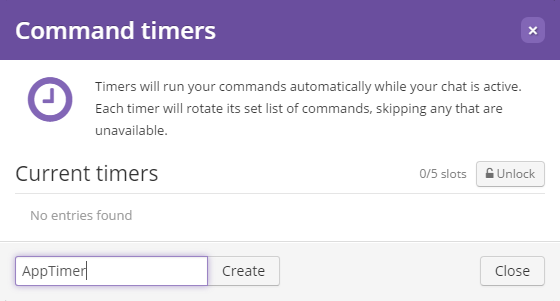 Command timers
×
Timers will run your commands automatically while your chat is active.
Each timer will rotate its set list of commands, skipping any that are
unavailable.
Current timers
0/5 slots
Unlock
No entries found
AppTimer
Create
Close